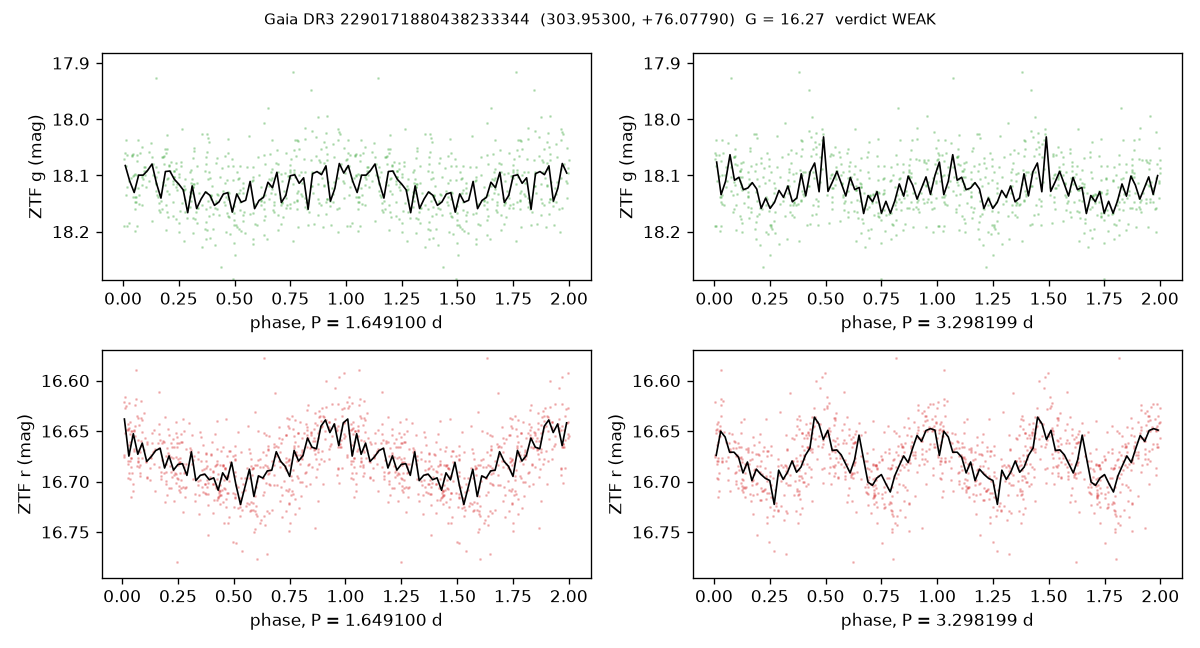 Gaia DR3 2290171880438233344  (303.95300, +76.07790)  G = 16.27  verdict WEAK
ZTF g (mag)
17.9
18.0
18.1
18.2
0.00 0.25 0.50 0.75 1.00 1.25 1.50 1.75 2.00
phase, P = 1.649100 d
ZTF g (mag)
17.9
18.0
18.1
18.2
0.00 0.25 0.50 0.75 1.00 1.25 1.50 1.75 2.00
phase, P = 3.298199 d
ZTF r (mag)
16.60
16.65
16.70
16.75
0.00 0.25 0.50 0.75 1.00 1.25 1.50 1.75 2.00
phase, P = 1.649100 d
ZTF r (mag)
16.60
16.65
16.70
16.75
0.00 0.25 0.50 0.75 1.00 1.25 1.50 1.75 2.00
phase, P = 3.298199 d